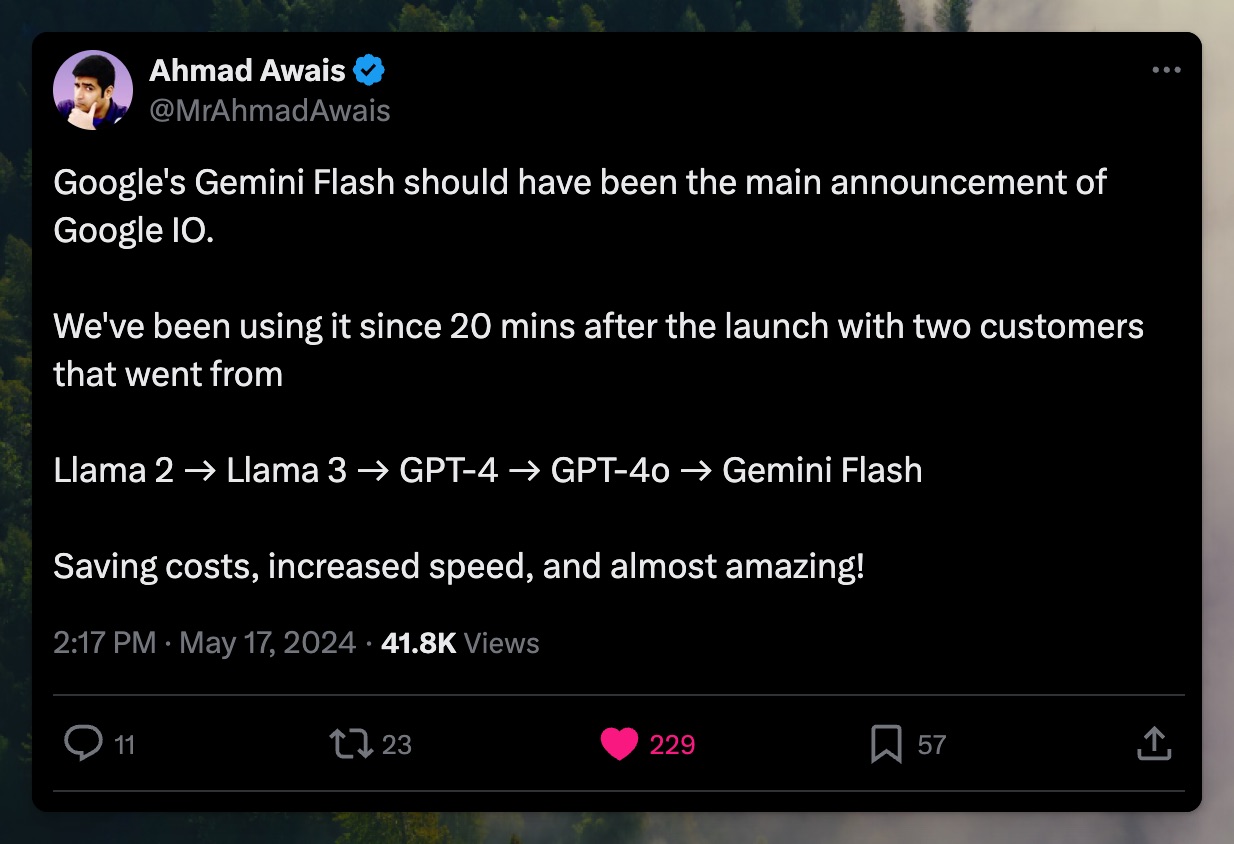 Ahmad Awais
@MrAhmadAwais
Google's Gemini Flash should have been the main announcement of
Google IO.
We've been using it since 20 mins after the launch with two customers
that went from
Llama 2 → Llama 3 → GPT-4 → GPT-4o → Gemini Flash
Saving costs, increased speed, and almost amazing!
2:17 PM · May 17, 2024 · 41.8K Views
11 23 229 57